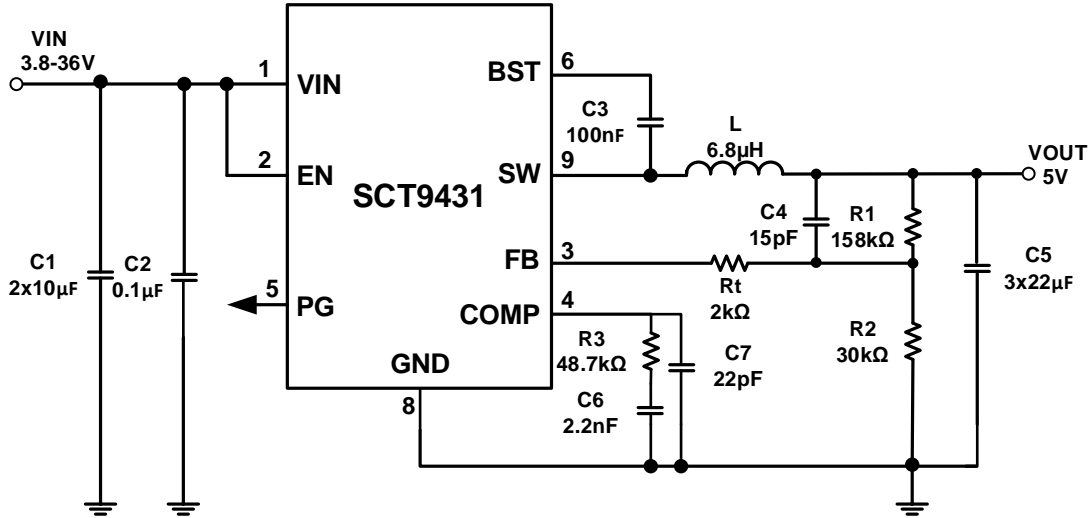 VIN
3.8-36V
1
VIN
2
EN
5
PG
SCT9431
GND
8
BST
6
SW
9
FB
3
COMP
4
C1
2x10µF
C2
0.1µF
C3
100nF
L
6.8µH
C4
15pF
R1
158kΩ
VOUT
5V
C5
3x22µF
Rt
2kΩ
R2
30kΩ
R3
48.7kΩ
C7
22pF
C6
2.2nF